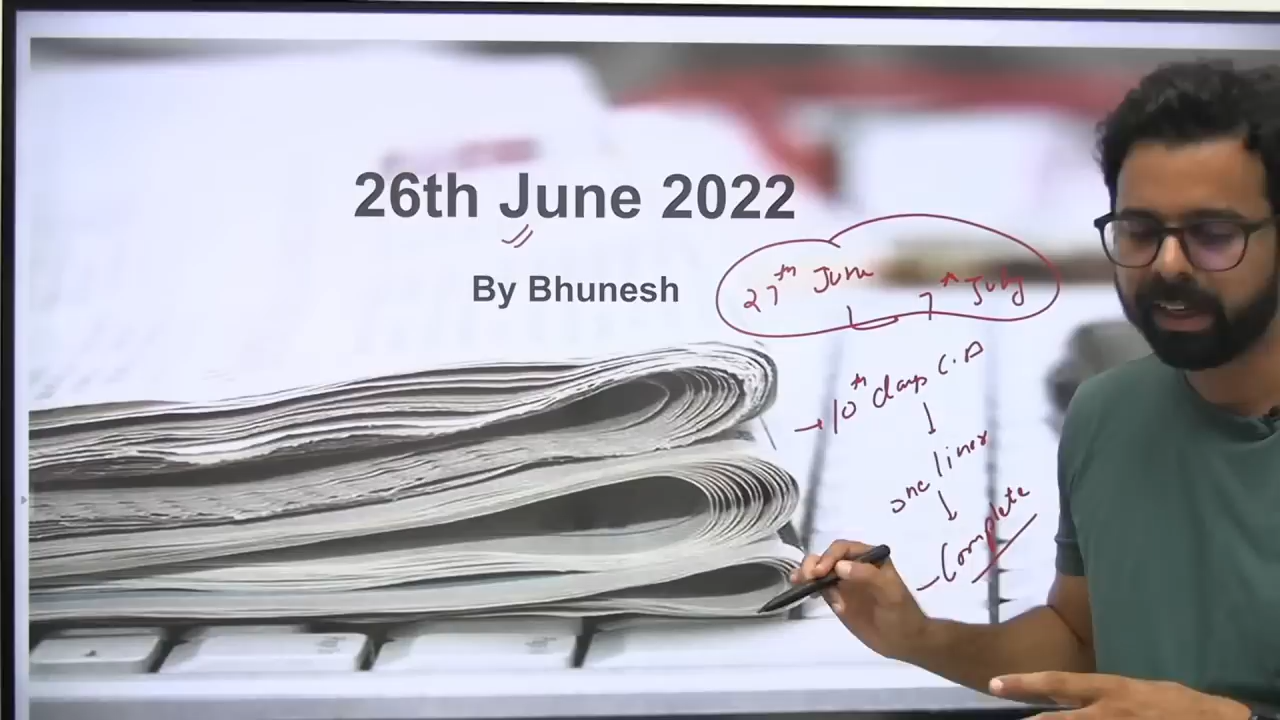 26th June 2022
By Bhunesh
27th June 7th July
→ 10th days C.A
↓
one liner
↓
Complete